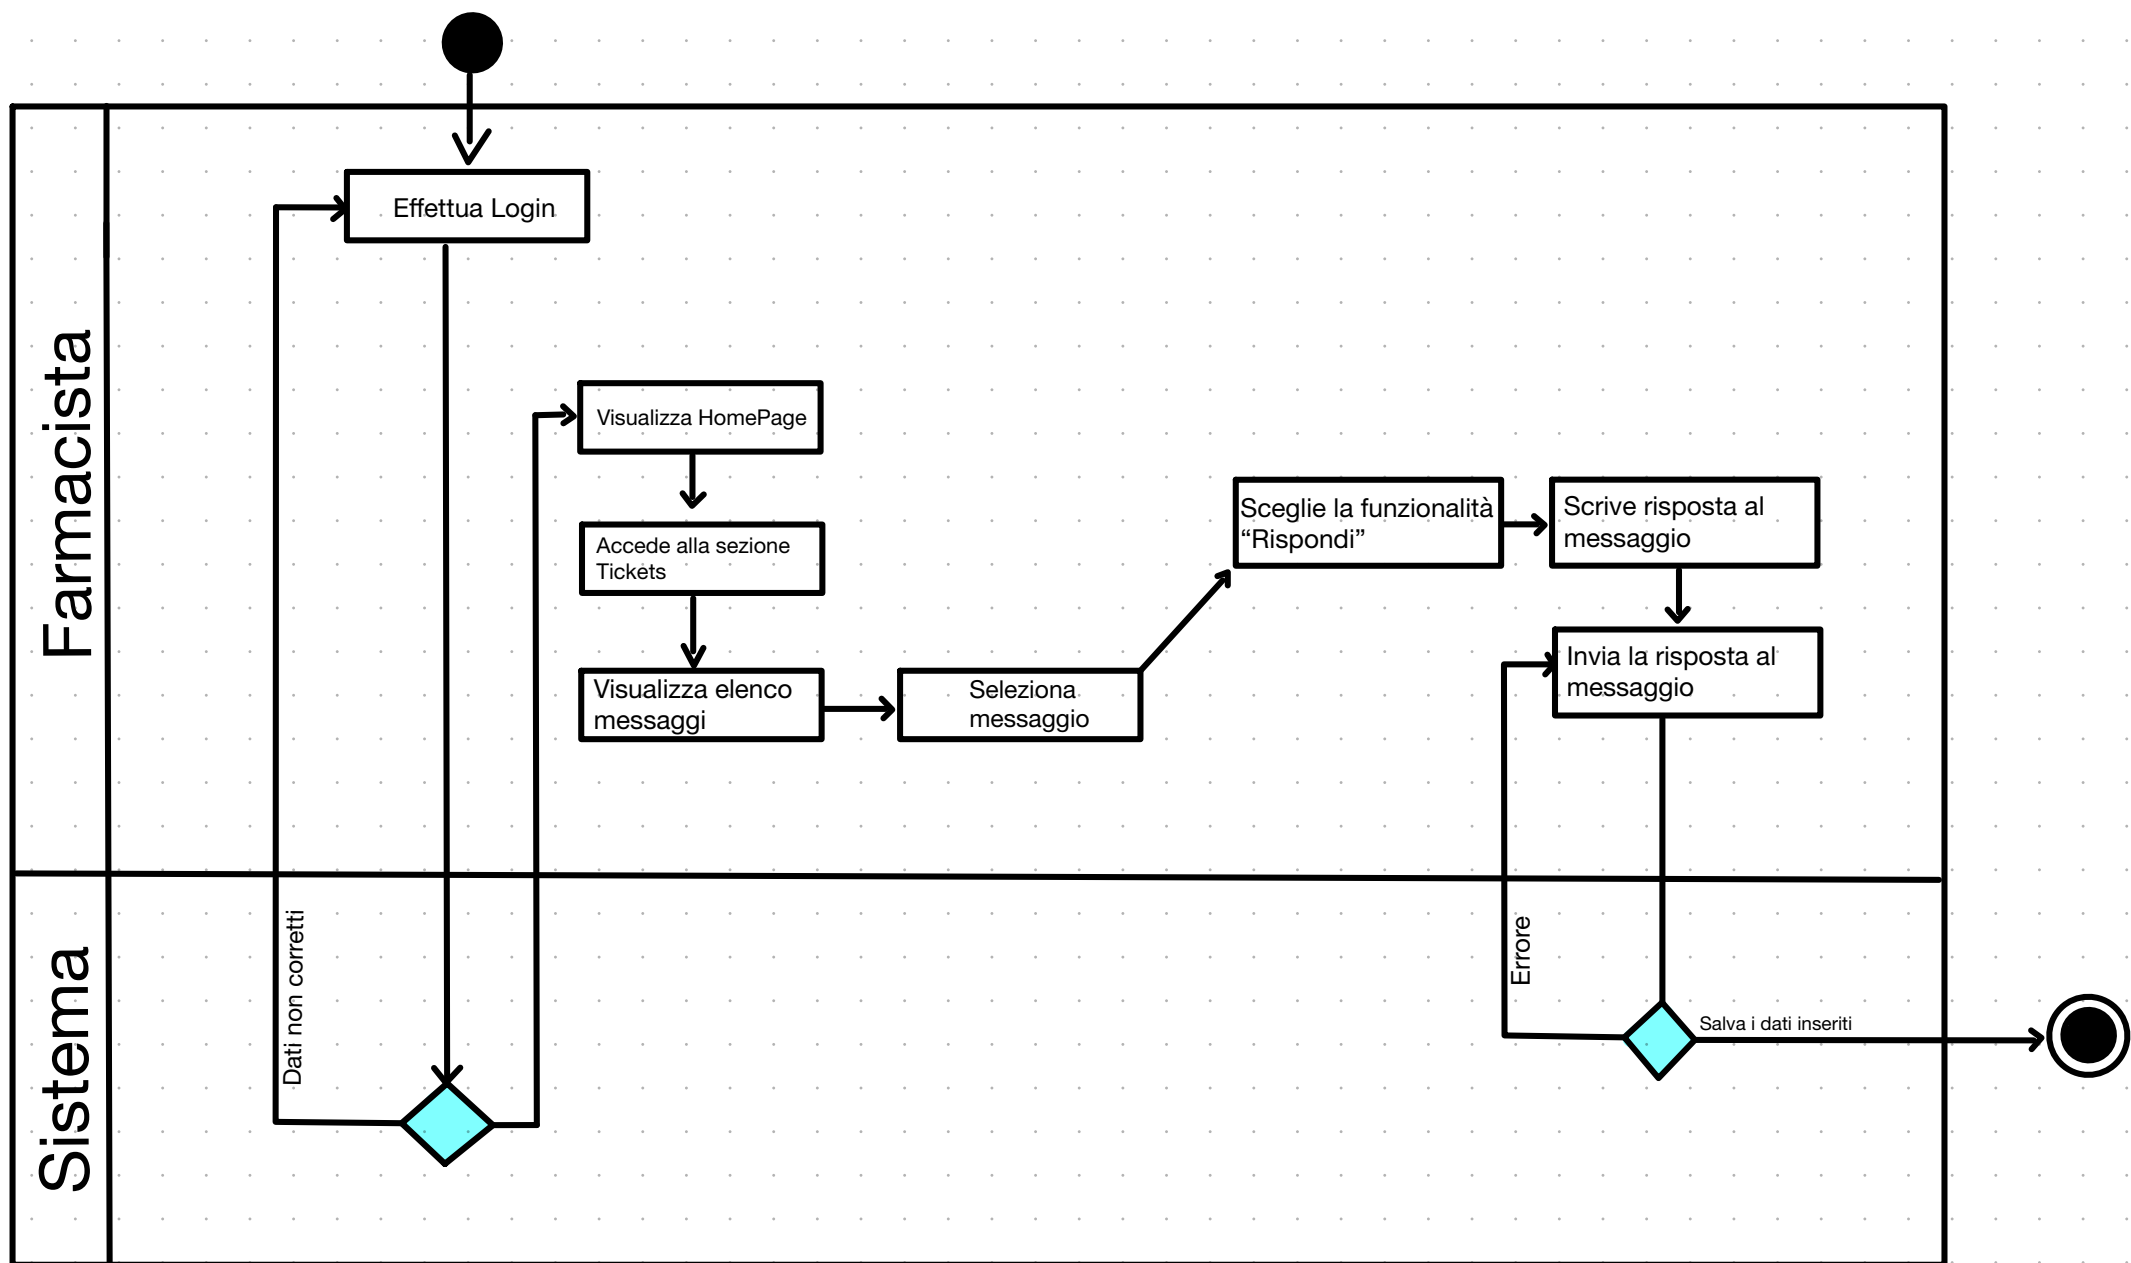 Farmacista
Effettua Login
Visualizza HomePage
Accede alla sezione
Tickets
Visualizza elenco
messaggi
Seleziona
messaggio
Sceglie la funzionalità
“Rispondi”
Scrive risposta al
messaggio
Invia la risposta al
messaggio
Sistema
Dati non corretti
Errore
Salva i dati inseriti